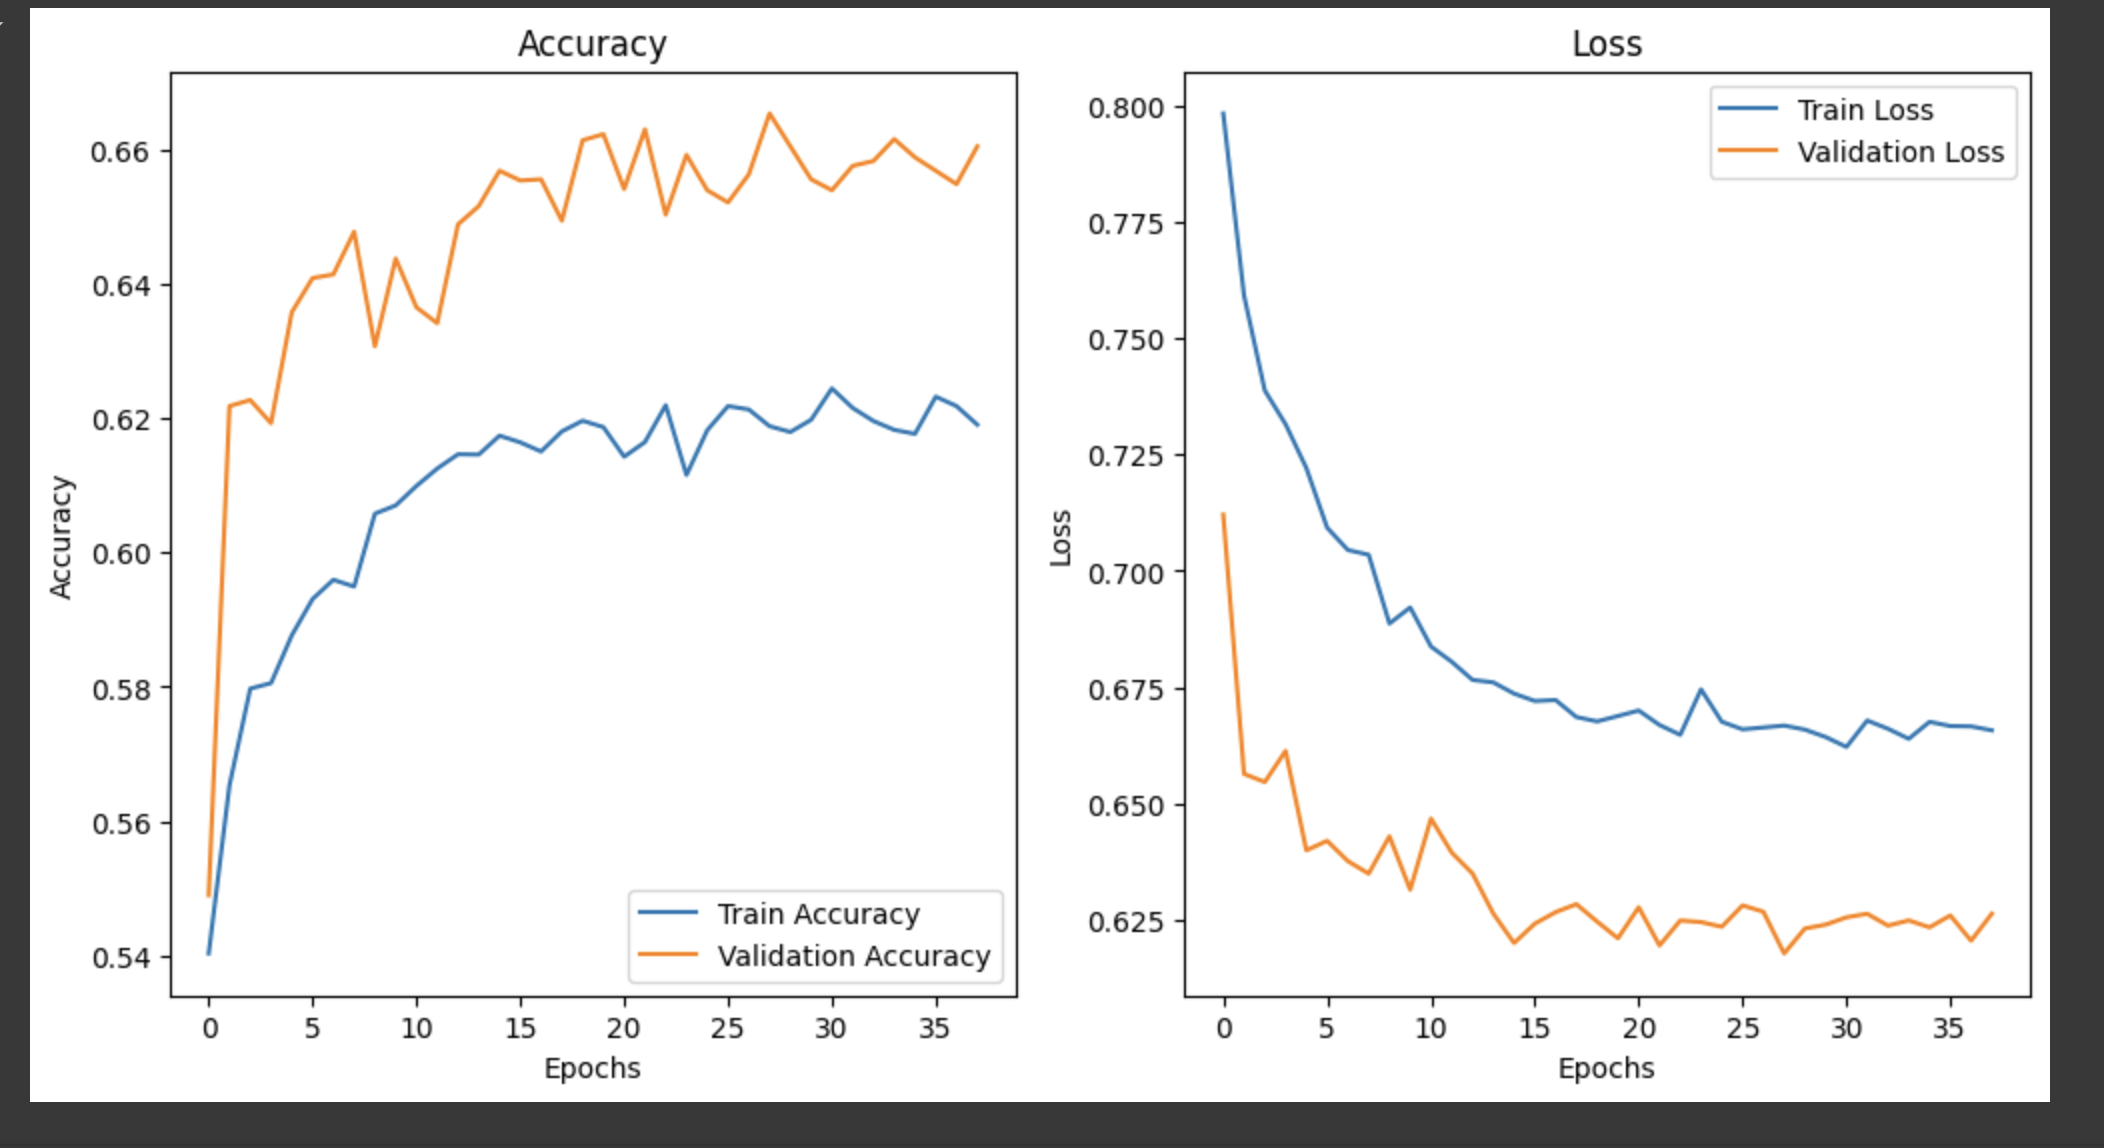 Accuracy
0.66
0.64
0.62
0.60
0.58
0.56
0.54
Accuracy
Train Accuracy
Validation Accuracy
0 5 10 15 20 25 30 35
Epochs
Loss
0.800
0.775
0.750
0.725
0.700
0.675
0.650
0.625
Loss
Train Loss
Validation Loss
0 5 10 15 20 25 30 35
Epochs